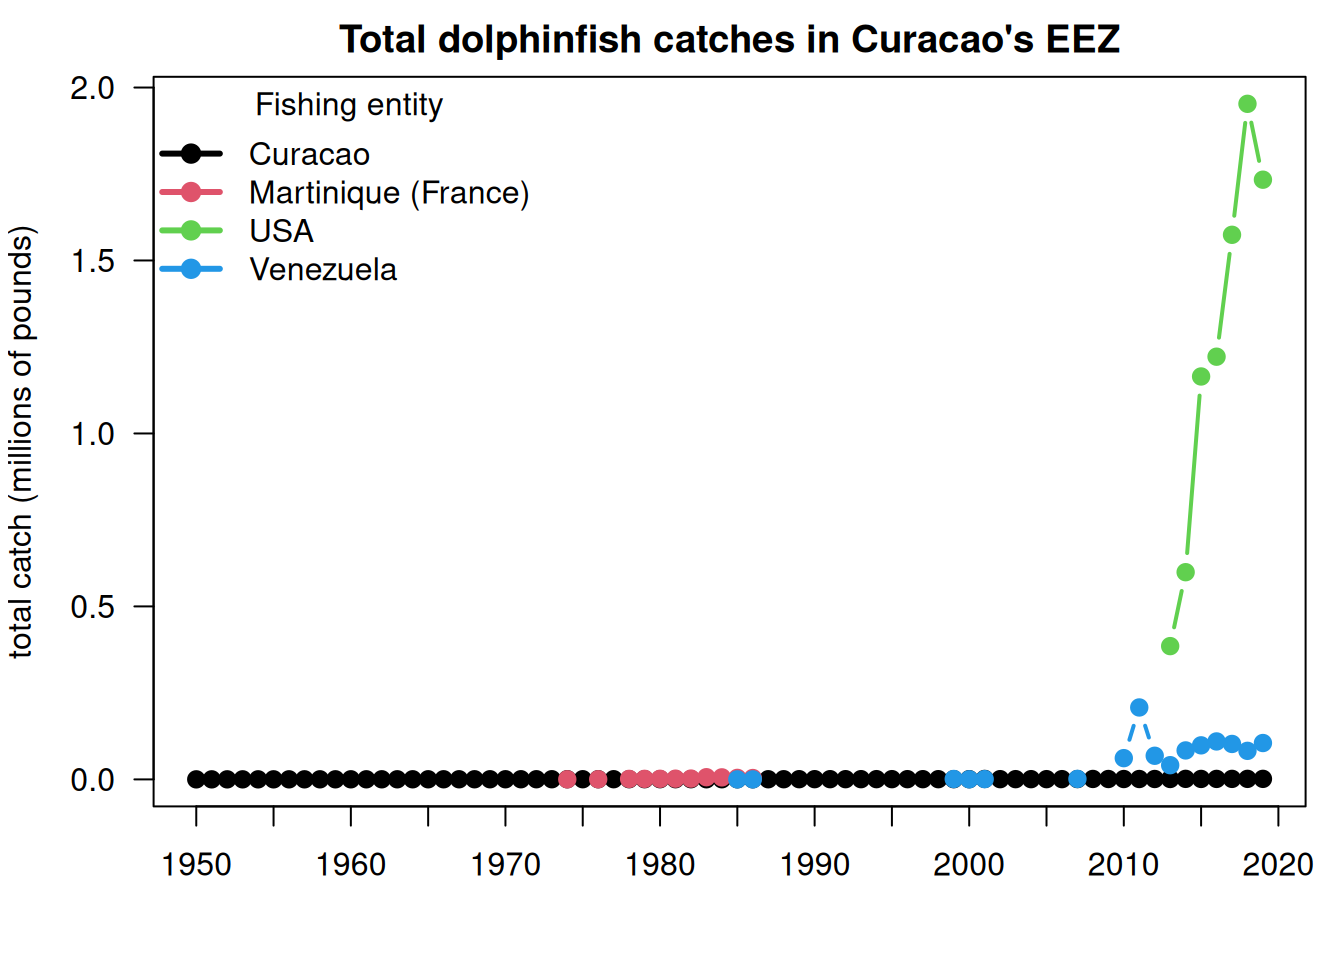 Total dolphinfish catches in Curacao's EEZ
Fishing entity
Curacao
Martinique (France)
USA
Venezuela
total catch (millions of pounds)
2.0
1.5
1.0
0.5
0.0
1950 1960 1970 1980 1990 2000 2010 2020